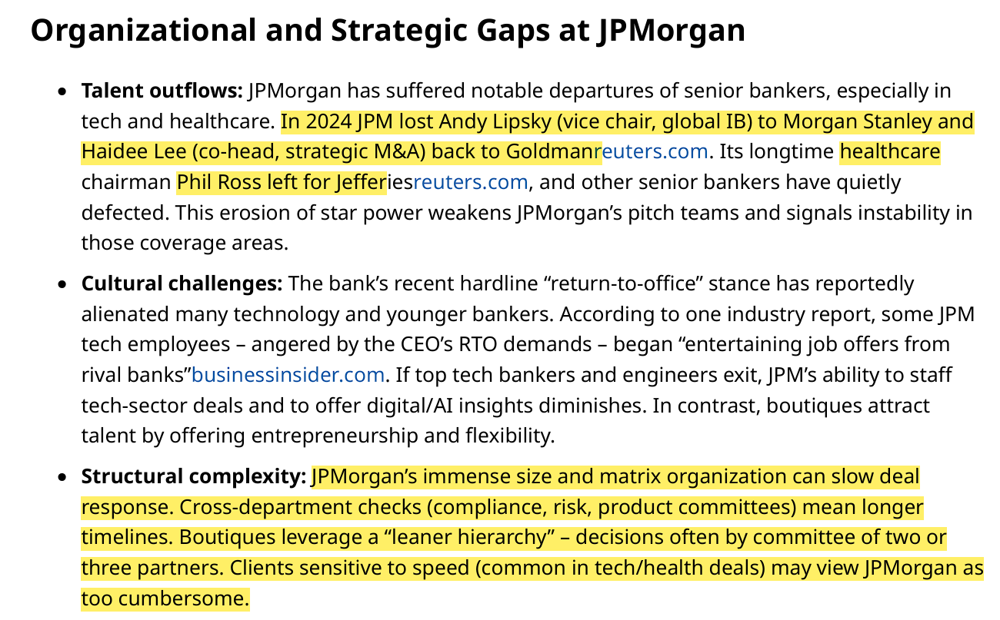 Organizational and Strategic Gaps at JPMorgan
• Talent outflows: JPMorgan has suffered notable departures of senior bankers, especially in
tech and healthcare. In 2024 JPM lost Andy Lipsky (vice chair, global IB) to Morgan Stanley and
Haidee Lee (co-head, strategic M&A) back to Goldmanreuters.com. Its longtime healthcare
chairman Phil Ross left for Jefferiesreuters.com, and other senior bankers have quietly
defected. This erosion of star power weakens JPMorgan’s pitch teams and signals instability in
those coverage areas.
• Cultural challenges: The bank’s recent hardline “return-to-office” stance has reportedly
alienated many technology and younger bankers. According to one industry report, some JPM
tech employees – angered by the CEO’s RTO demands – began “entertaining job offers from
rival banks”businessinsider.com. If top tech bankers and engineers exit, JPM’s ability to staff
tech-sector deals and to offer digital/AI insights diminishes. In contrast, boutiques attract
talent by offering entrepreneurship and flexibility.
• Structural complexity: JPMorgan’s immense size and matrix organization can slow deal
response. Cross-department checks (compliance, risk, product committees) mean longer
timelines. Boutiques leverage a “leaner hierarchy” – decisions often by committee of two or
three partners. Clients sensitive to speed (common in tech/health deals) may view JPMorgan as
too cumbersome.